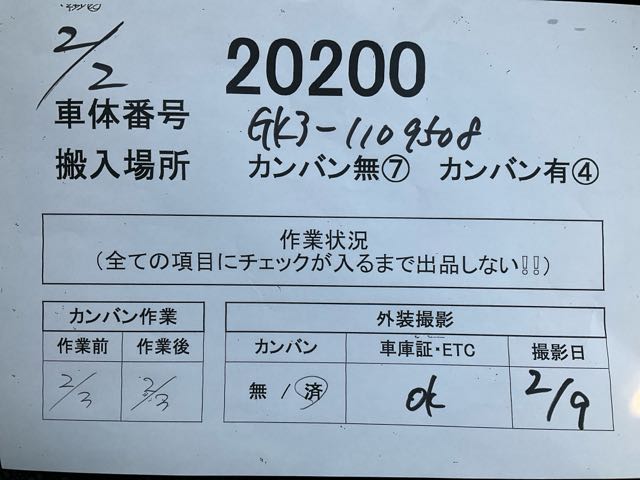 2/2
20200
車体番号 GK3-1109508
搬入場所 カンバン無⑦ カンバン有④
作業状況
(全ての項目にチェックが入るまで出品しない!!)
カンバン作業 外装撮影
作業前 作業後 カンバン 車庫証・ETC 撮影日
2/3 2/3 無 / 済 ok 2/9